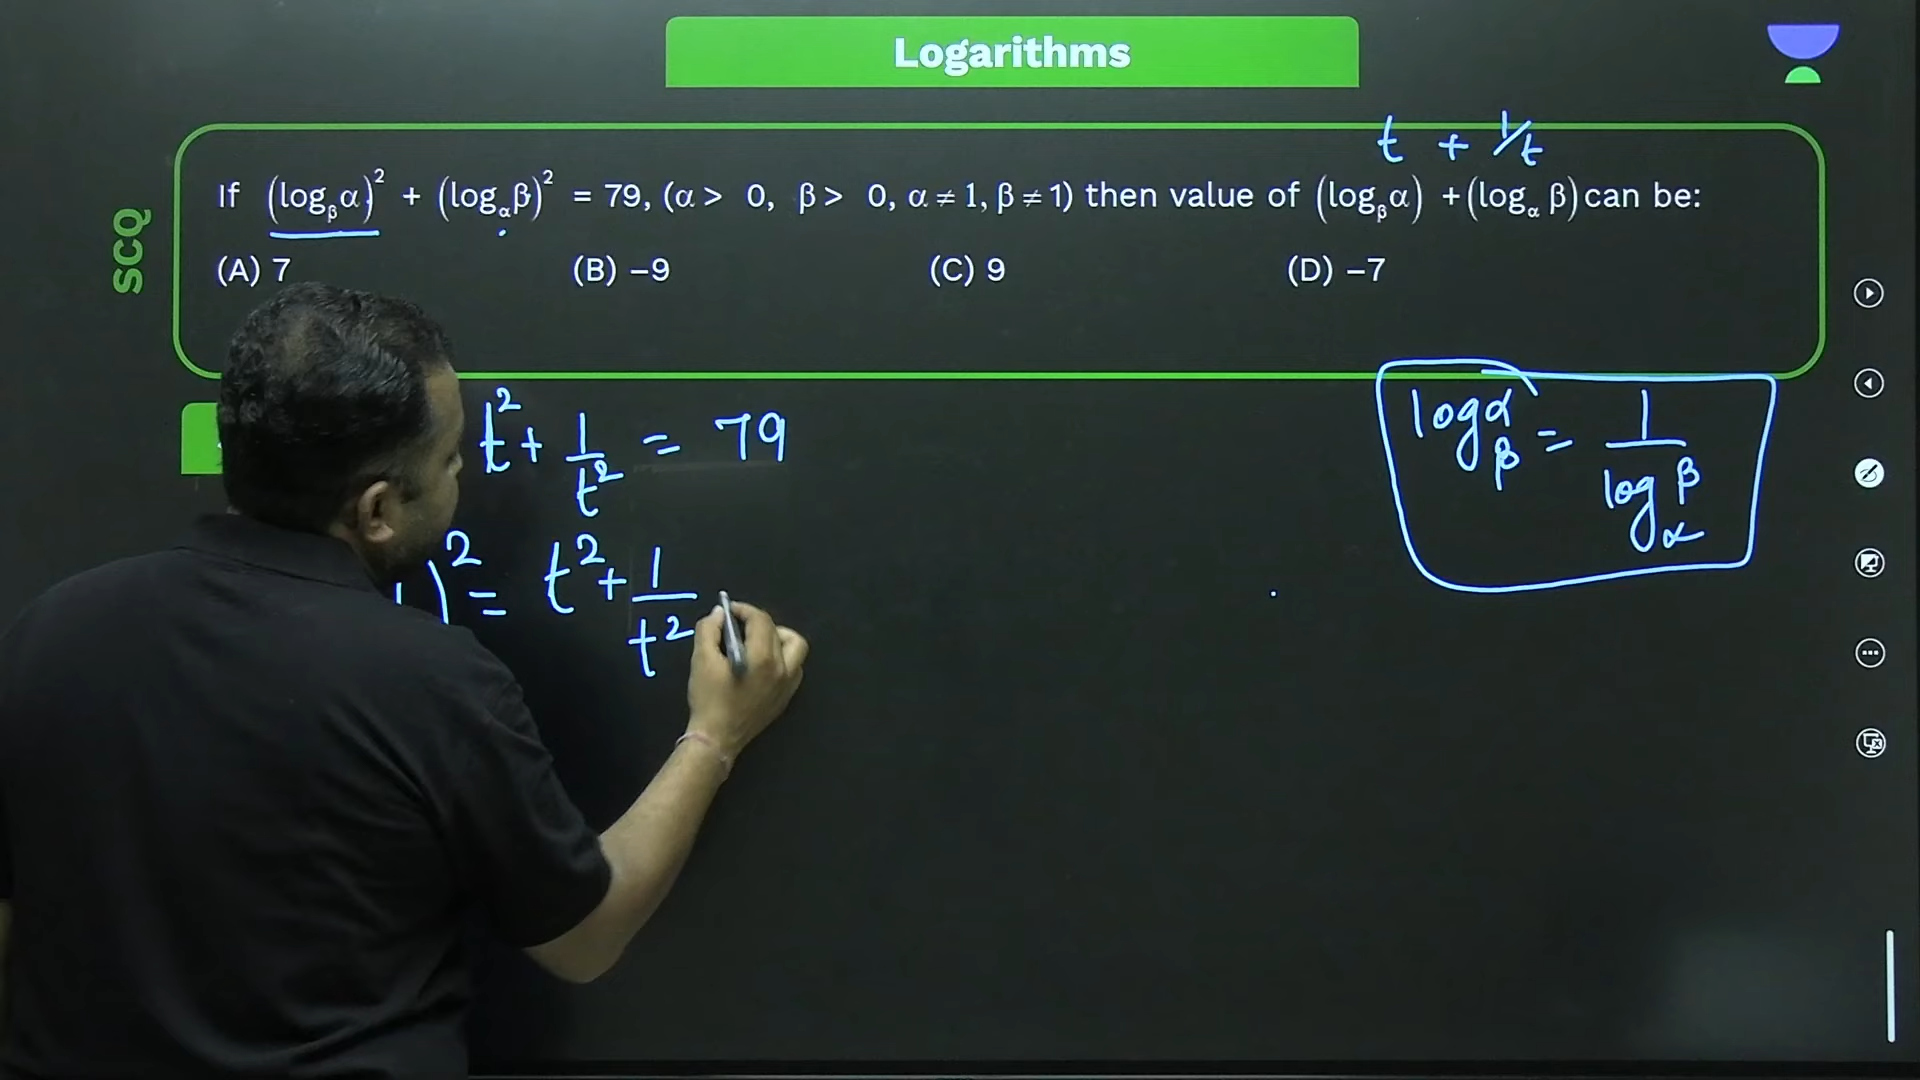 Logarithms
t + 1/t
SCQ
If (log_β α)² + (log_α β)² = 79, (α > 0, β > 0, α ≠ 1, β ≠ 1) then value of (log_β α) + (log_α β) can be:
(A) 7 (B) −9 (C) 9 (D) −7
t² + 1/t² = 79
)² = t² + 1/t²
log_β α = 1/log_α β